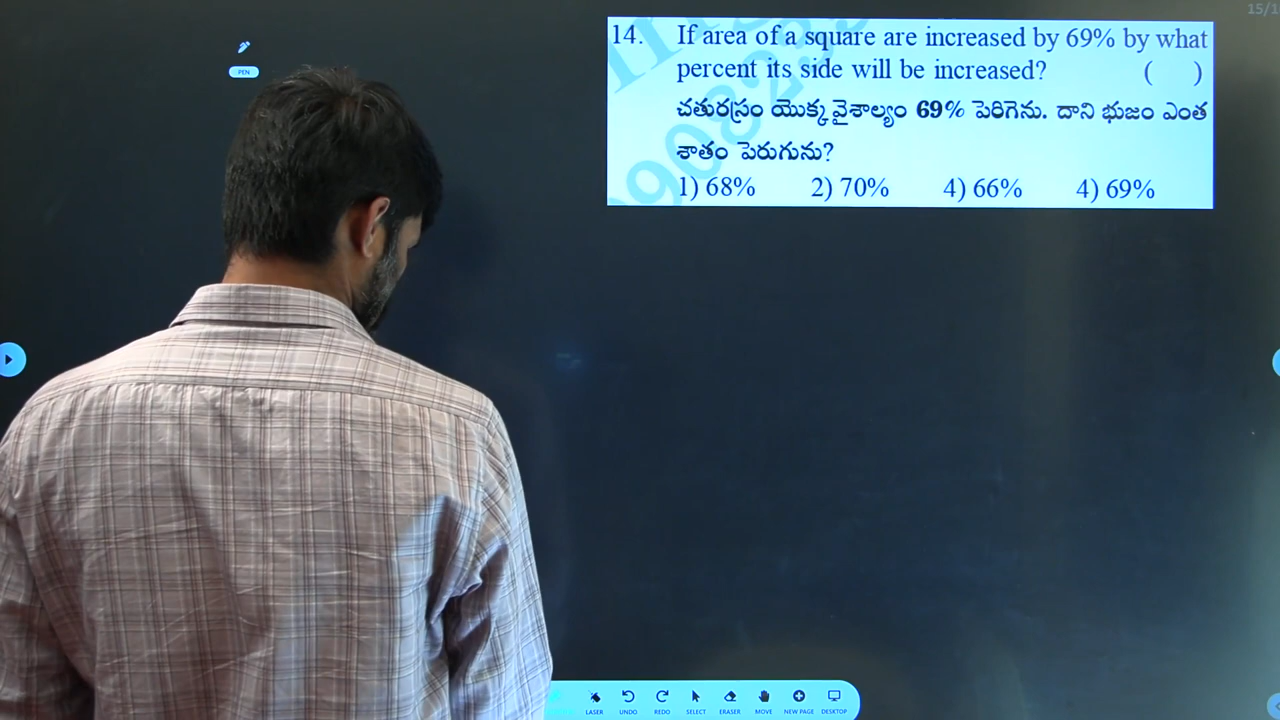 15/1
PEN
14. If area of a square are increased by 69% by what
percent its side will be increased? ( )
చతురస్రం యొక్క వైశాల్యం 69% పెరిగెను. దాని భుజం ఎంత
శాతం పెరుగును?
1) 68% 2) 70% 4) 66% 4) 69%
LASER UNDO REDO SELECT ERASER MOVE NEW PAGE DESKTOP